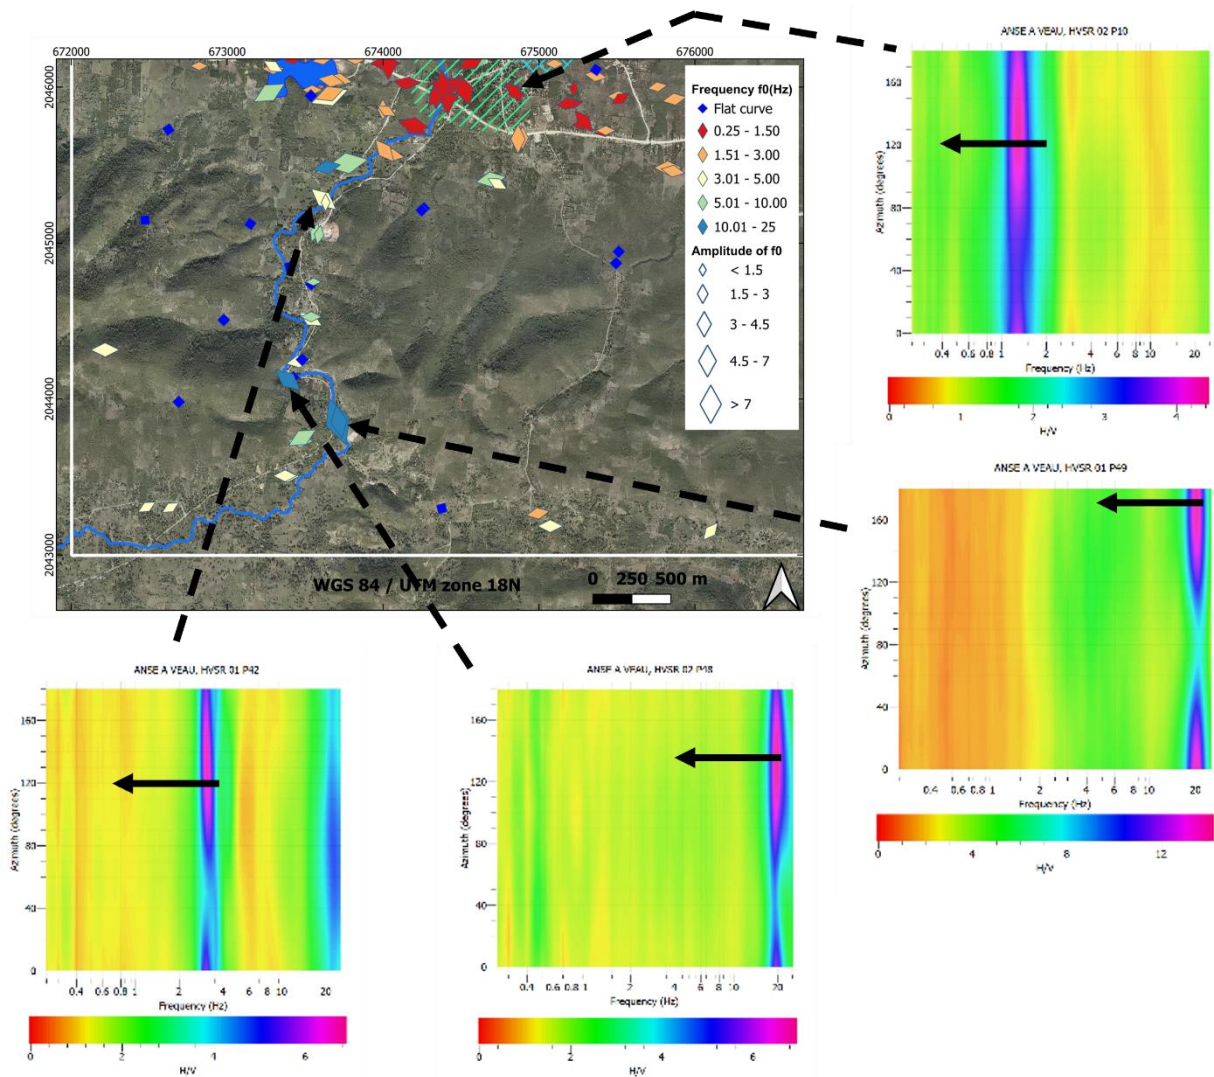 672000 673000 674000 675000 676000
2046000
2045000
2044000
2043000
Frequency f0(Hz)
Flat curve
0.25 - 1.50
1.51 - 3.00
3.01 - 5.00
5.01 - 10.00
10.01 - 25
Amplitude of f0
< 1.5
1.5 - 3
3 - 4.5
4.5 - 7
> 7
WGS 84 / UTM zone 18N
0 250 500 m
ANSE A VEAU, HVSR 02 P10
Azimuth (degrees)
160
120
80
40
0
0.4 0.6 0.8 1 2 4 6 8 10 20
Frequency (Hz)
0 1 2 3 4
H/V
ANSE A VEAU, HVSR 01 P49
Azimuth (degrees)
160
120
80
40
0
0.4 0.6 0.8 1 2 4 6 8 10 20
Frequency (Hz)
0 4 8 12
H/V
ANSE A VEAU, HVSR 01 P42
Azimuth (degrees)
160
120
80
40
0
0.4 0.6 0.8 1 2 4 6 8 10 20
Frequency (Hz)
0 2 4 6
H/V
ANSE A VEAU, HVSR 02 P48
Azimuth (degrees)
160
120
80
40
0
0.4 0.6 0.8 1 2 4 6 8 10 20
Frequency (Hz)
0 2 4 6
H/V